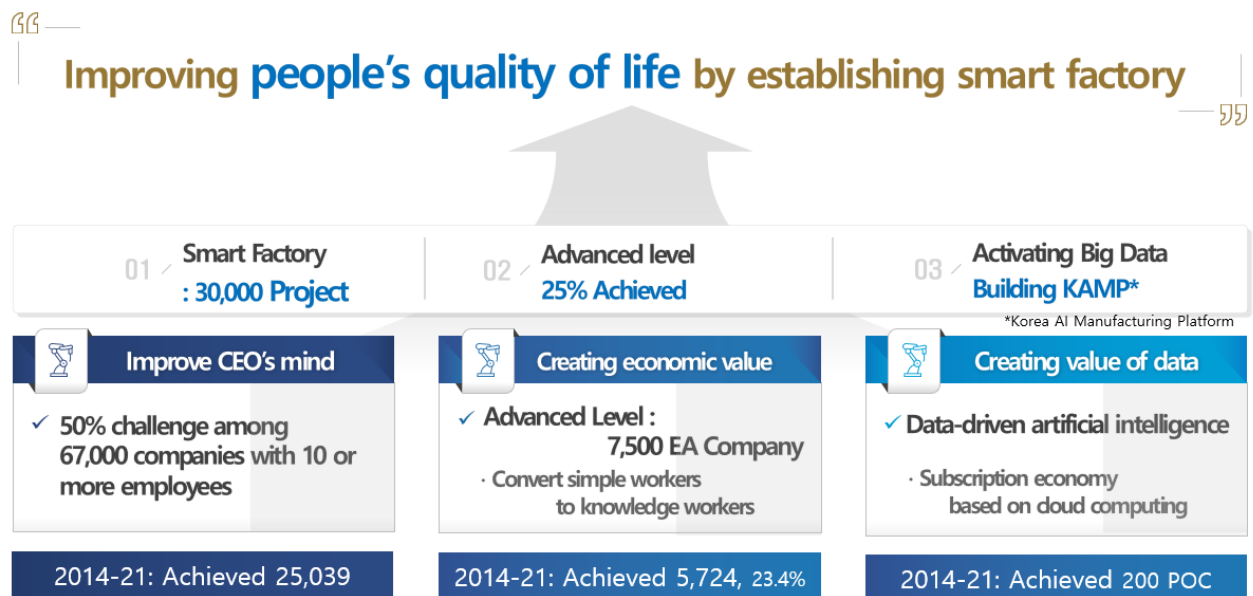 Improving people's quality of life by establishing smart factory
01 Smart Factory
: 30,000 Project
02 Advanced level
25% Achieved
03 Activating Big Data
Building KAMP*
*Korea AI Manufacturing Platform
Improve CEO's mind
✓ 50% challenge among
67,000 companies with 10 or
more employees
2014-21: Achieved 25,039
Creating economic value
✓ Advanced Level :
7,500 EA Company
· Convert simple workers
to knowledge workers
2014-21: Achieved 5,724, 23.4%
Creating value of data
✓ Data-driven artificial intelligence
· Subscription economy
based on cloud computing
2014-21: Achieved 200 POC